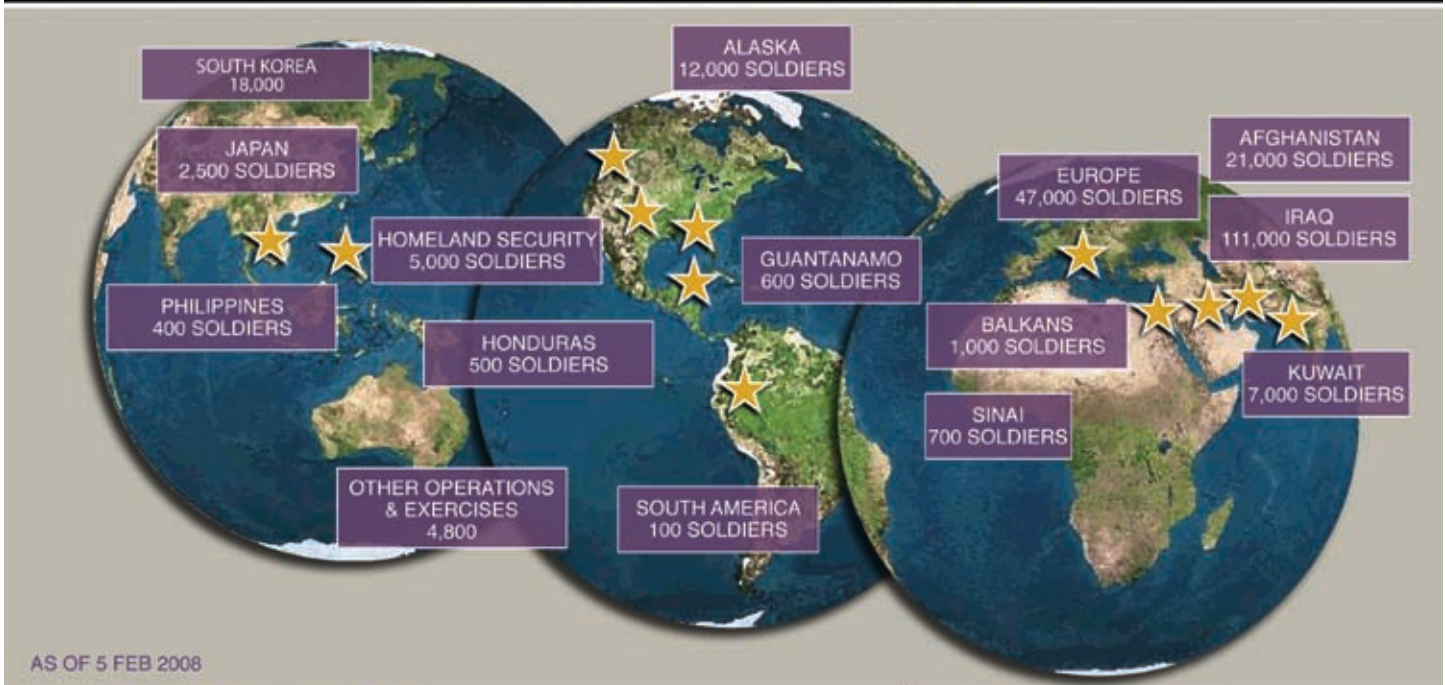 SOUTH KOREA
18,000
JAPAN
2,500 SOLDIERS
PHILIPPINES
400 SOLDIERS
HOMELAND SECURITY
5,000 SOLDIERS
HONDURAS
500 SOLDIERS
OTHER OPERATIONS
& EXERCISES
4,800
ALASKA
12,000 SOLDIERS
GUANTANAMO
600 SOLDIERS
SOUTH AMERICA
100 SOLDIERS
EUROPE
47,000 SOLDIERS
AFGHANISTAN
21,000 SOLDIERS
IRAQ
111,000 SOLDIERS
BALKANS
1,000 SOLDIERS
KUWAIT
7,000 SOLDIERS
SINAI
700 SOLDIERS
AS OF 5 FEB 2008